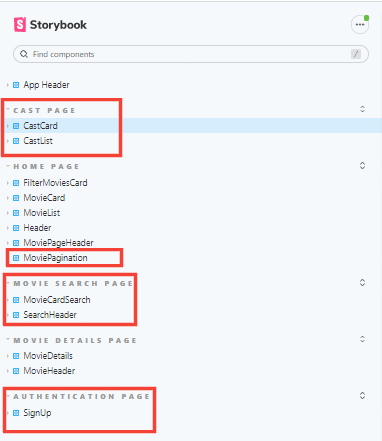 Storybook
Find components
/
App Header
CAST PAGE
CastCard
CastList
HOME PAGE
FilterMoviesCard
MovieCard
MovieList
Header
MoviePageHeader
MoviePagination
MOVIE SEARCH PAGE
MovieCardSearch
SearchHeader
MOVIE DETAILS PAGE
MovieDetails
MovieHeader
AUTHENTICATION PAGE
SignUp